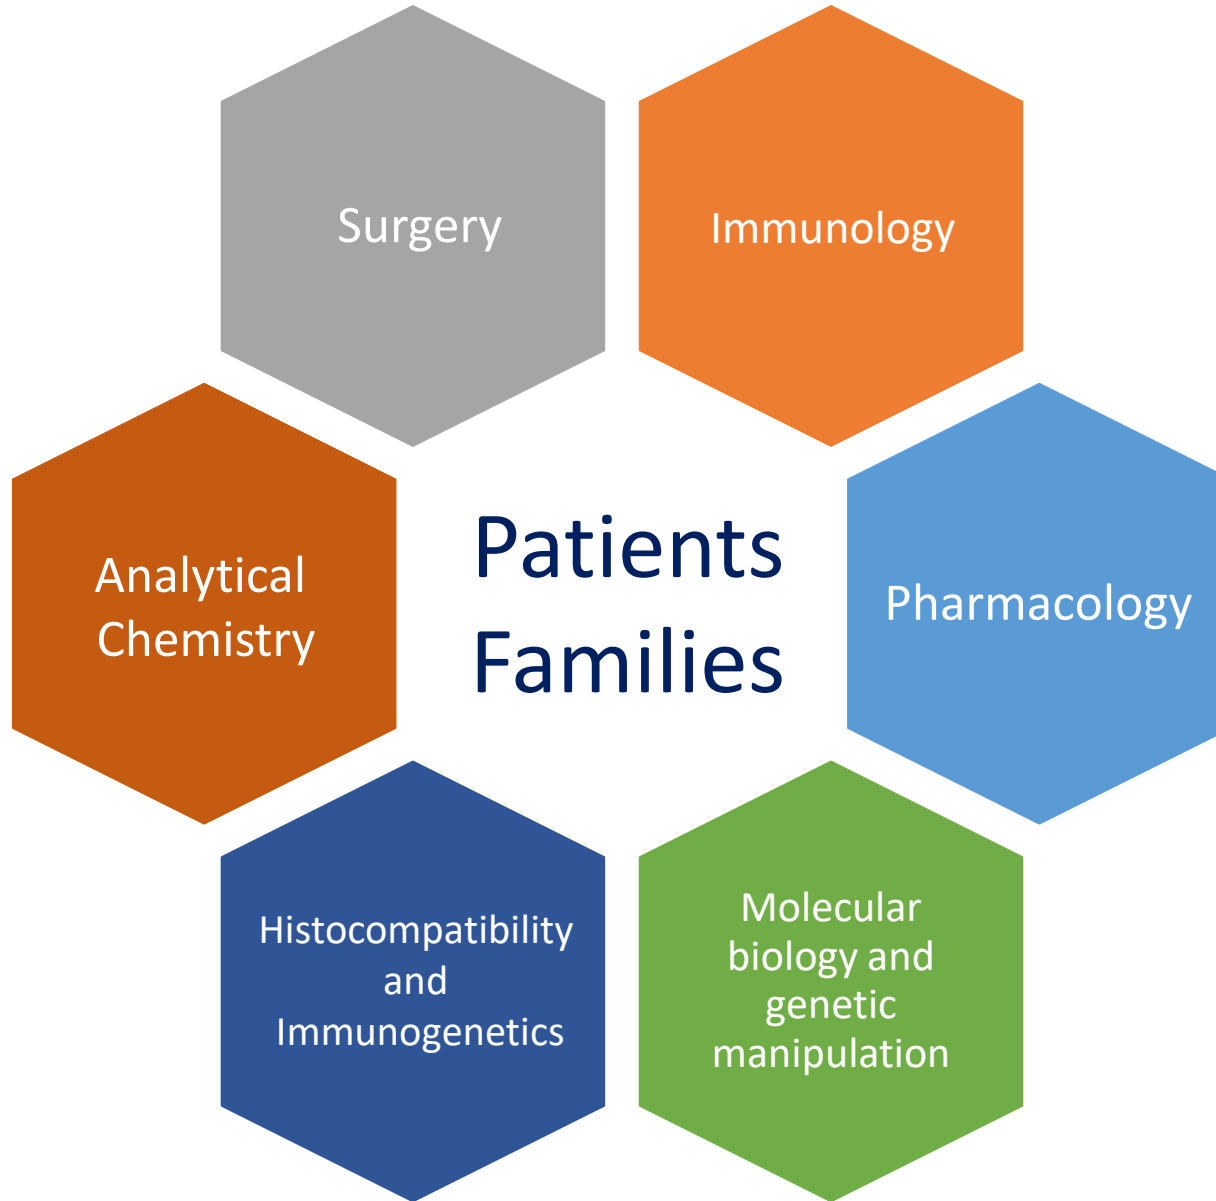 Surgery
Immunology
Analytical
Chemistry
Patients
Families
Pharmacology
Histocompatibility
and
Immunogenetics
Molecular
biology and
genetic
manipulation